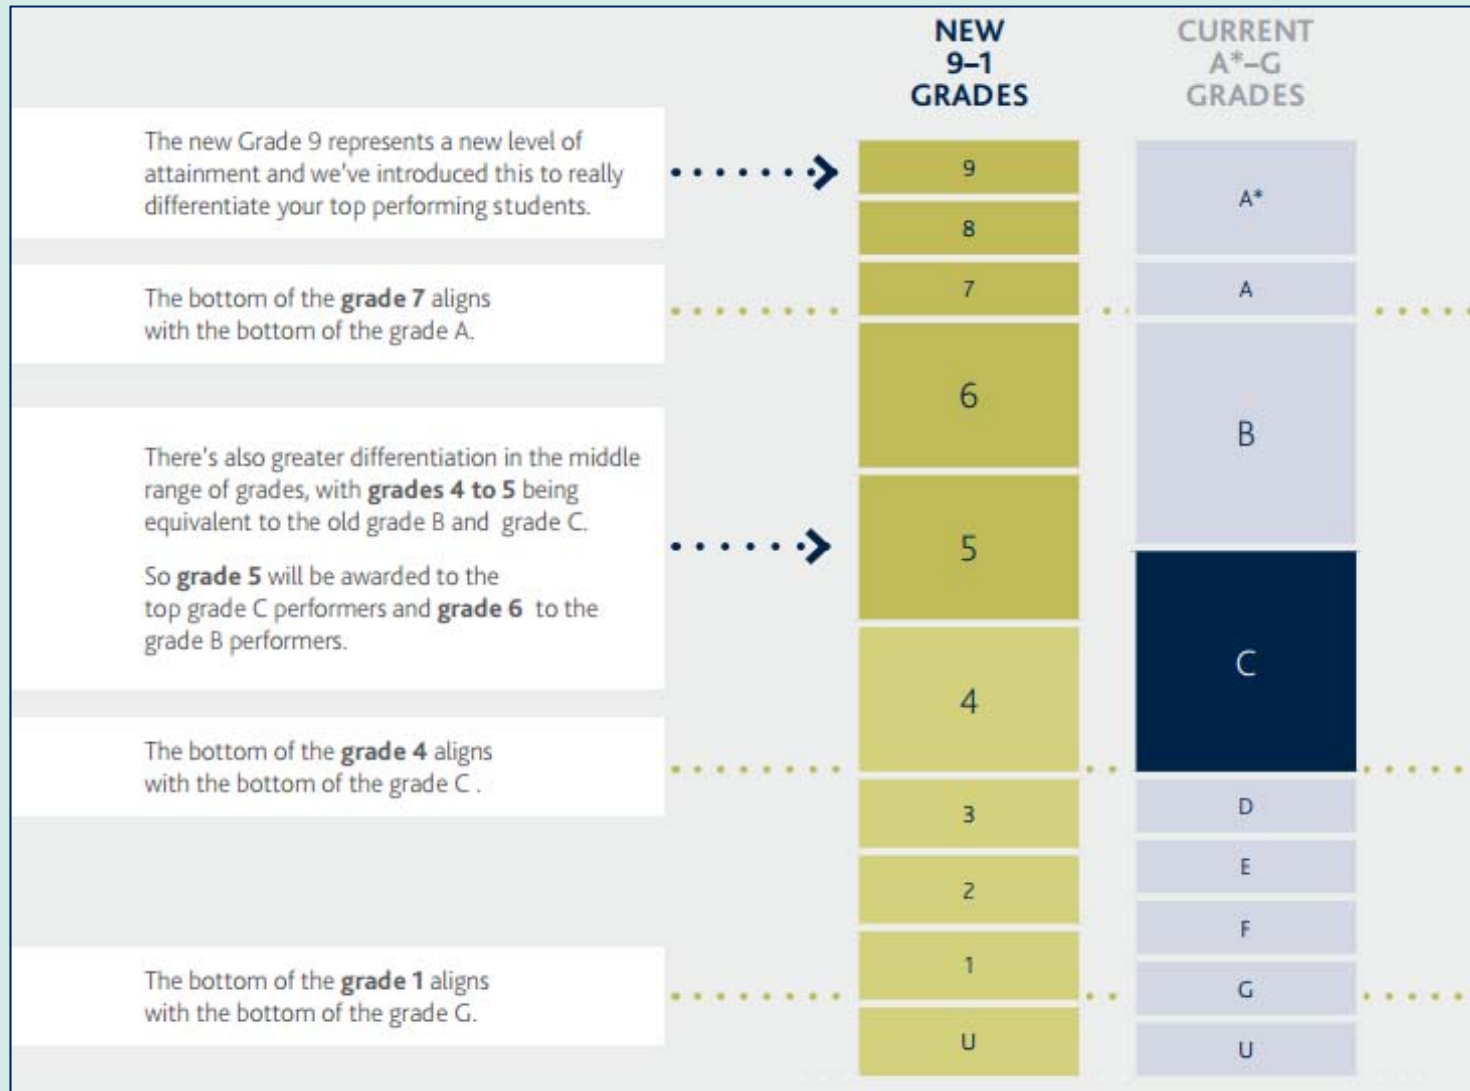 NEW
9–1
GRADES
CURRENT
A*–G
GRADES
The new Grade 9 represents a new level of
attainment and we've introduced this to really
differentiate your top performing students.
The bottom of the grade 7 aligns
with the bottom of the grade A.
There's also greater differentiation in the middle
range of grades, with grades 4 to 5 being
equivalent to the old grade B and grade C.
So grade 5 will be awarded to the
top grade C performers and grade 6 to the
grade B performers.
The bottom of the grade 4 aligns
with the bottom of the grade C .
The bottom of the grade 1 aligns
with the bottom of the grade G.
9
8
7
6
5
4
3
2
1
U
A*
A
B
C
D
E
F
G
U